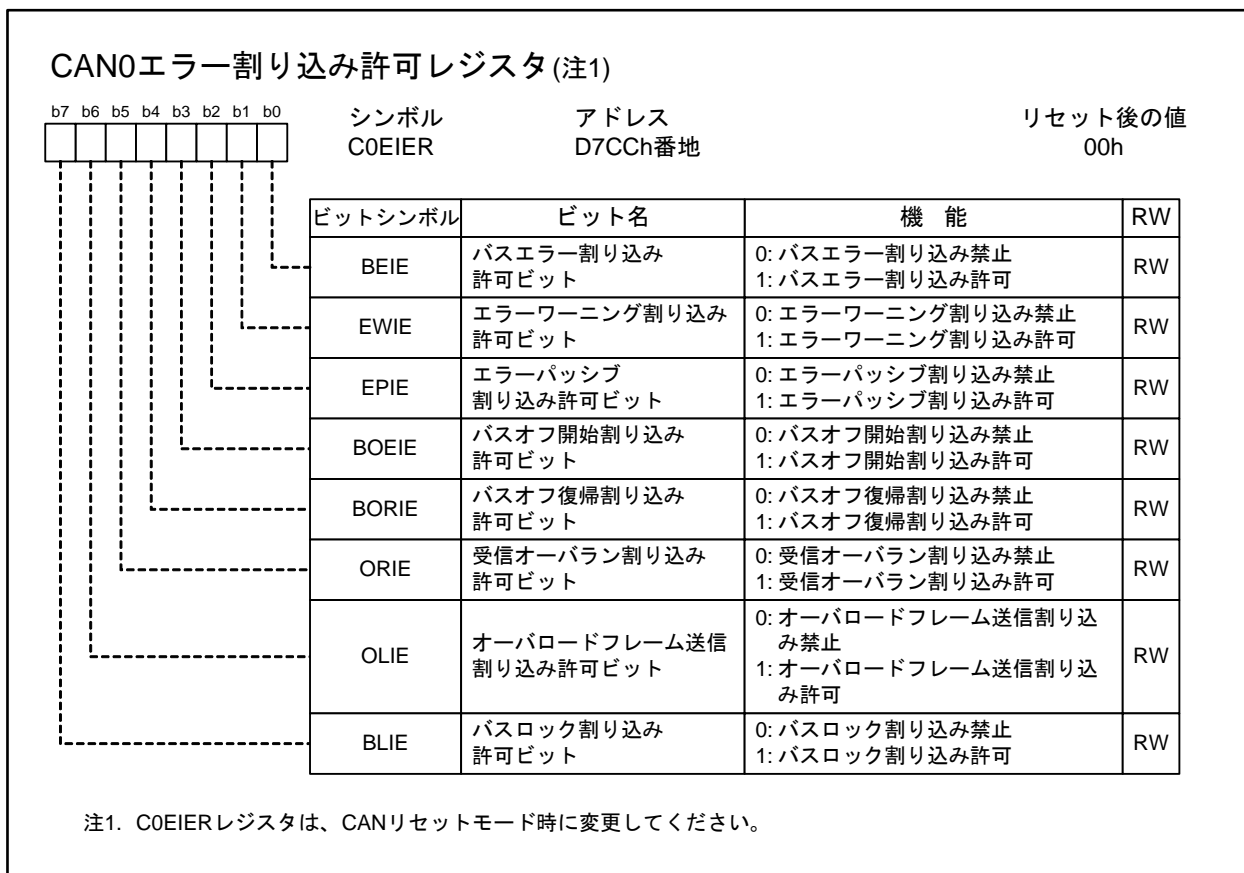 CAN0エラー割り込み許可レジスタ(注1)
b7 b6 b5 b4 b3 b2 b1 b0
シンボル アドレス リセット後の値
C0EIER D7CCh番地 00h
ビットシンボル ビット名 機 能 RW
BEIE
バスエラー割り込み
許可ビット
0: バスエラー割り込み禁止
1: バスエラー割り込み許可
RW
EWIE
エラーワーニング割り込み
許可ビット
0: エラーワーニング割り込み禁止
1: エラーワーニング割り込み許可
RW
EPIE
エラーパッシブ
割り込み許可ビット
0: エラーパッシブ割り込み禁止
1: エラーパッシブ割り込み許可
RW
BOEIE
バスオフ開始割り込み
許可ビット
0: バスオフ開始割り込み禁止
1: バスオフ開始割り込み許可
RW
BORIE
バスオフ復帰割り込み
許可ビット
0: バスオフ復帰割り込み禁止
1: バスオフ復帰割り込み許可
RW
ORIE
受信オーバラン割り込み
許可ビット
0: 受信オーバラン割り込み禁止
1: 受信オーバラン割り込み許可
RW
OLIE
オーバロードフレーム送信
割り込み許可ビット
0: オーバロードフレーム送信割り込
み禁止
1: オーバロードフレーム送信割り込
み許可
RW
BLIE
バスロック割り込み
許可ビット
0: バスロック割り込み禁止
1: バスロック割り込み許可
RW
注1. C0EIERレジスタは、CANリセットモード時に変更してください。